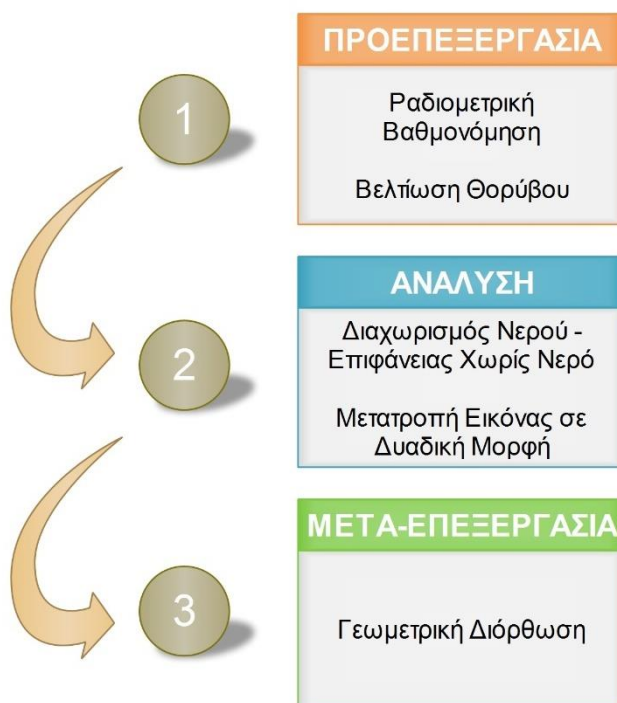 1
ΠΡΟΕΠΕΞΕΡΓΑΣΙΑ
Ραδιομετρική
Βαθμονόμηση
Βελτίωση Θορύβου
2
ΑΝΑΛΥΣΗ
Διαχωρισμός Νερού -
Επιφάνειας Χωρίς Νερό
Μετατροπή Εικόνας σε
Δυαδική Μορφή
3
ΜΕΤΑ-ΕΠΕΞΕΡΓΑΣΙΑ
Γεωμετρική Διόρθωση